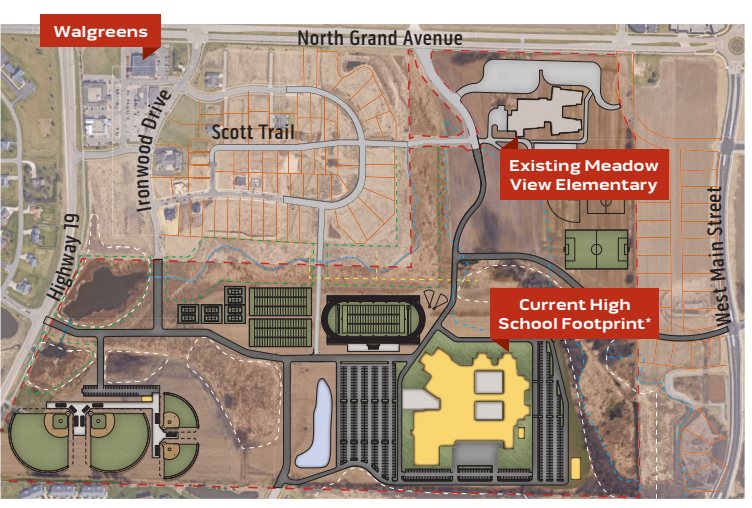 Walgreens
North Grand Avenue
Ironwood Drive
Scott Trail
Existing Meadow
View Elementary
Highway 19
West Main Street
Current High
School Footprint*